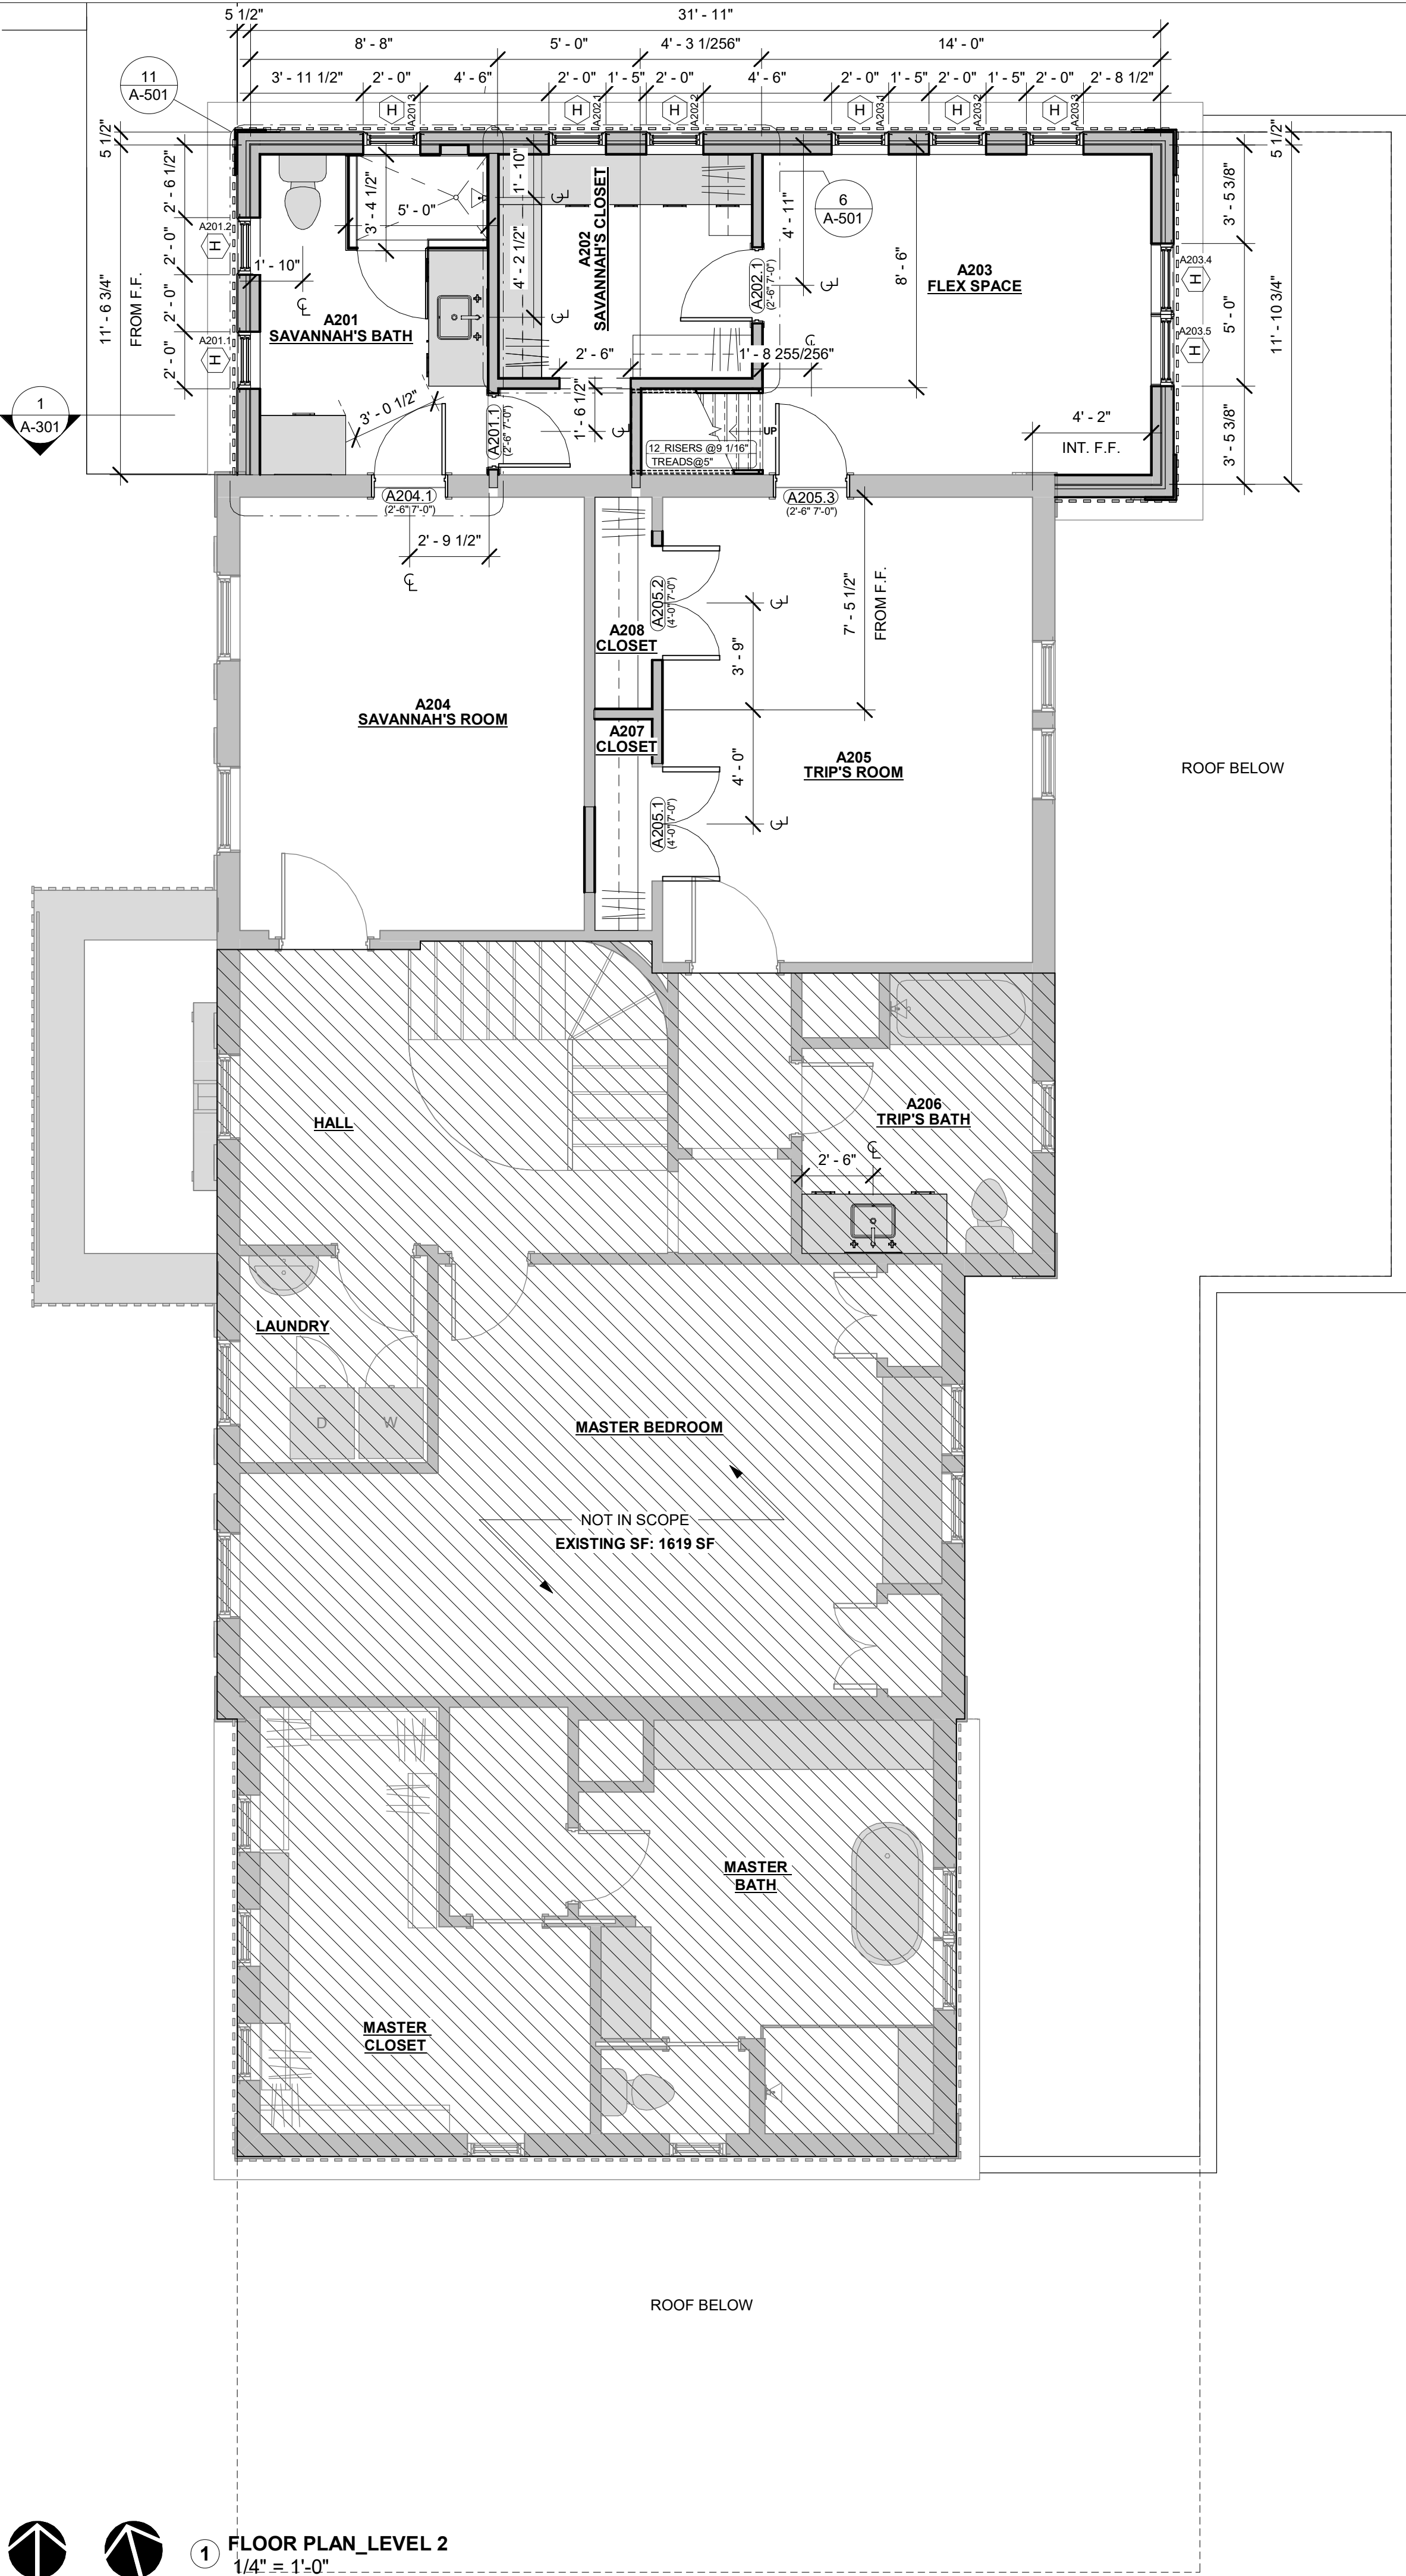 5 1/2"
31' - 11"
8' - 8"
5' - 0"
4' - 3 1/256"
14' - 0"
11
A-501
3' - 11 1/2"
2' - 0"
4' - 6"
2' - 0"
1' - 5"
2' - 0"
4' - 6"
2' - 0"
1' - 5"
2' - 0"
1' - 5"
2' - 0"
2' - 8 1/2"
H
A201.3
H
A202.1
H
A202.2
H
A203.1
H
A203.2
H
A203.3
5 1/2"
5 1/2"
2' - 6 1/2"
2' - 0"
2' - 0"
2' - 0"
11' - 6 3/4"
FROM F.F.
A201.2
H
A201.1
H
1' - 10"
3' - 4 1/2"
5' - 0"
1' - 10"
4' - 2 1/2"
A201
SAVANNAH'S BATH
A202
SAVANNAH'S CLOSET
4' - 11"
6
A-501
8' - 6"
A203
FLEX SPACE
A202.1
(2'-6" 7'-0")
3' - 5 3/8"
A203.4
H
5' - 0"
A203.5
H
11' - 10 3/4"
3' - 5 3/8"
2' - 6"
1' - 8 255/256"
1
A-301
3' - 0 1/2"
A201.1
(2'-6" 7'-0")
1' - 6 1/2"
UP
12 RISERS @9 1/16"
TREADS@5"
4' - 2"
INT. F.F.
A204.1
(2'-6" 7'-0")
A205.3
(2'-6" 7'-0")
2' - 9 1/2"
A205.2
(4'-0" 7'-0")
A208
CLOSET
3' - 9"
7' - 5 1/2"
FROM F.F.
A204
SAVANNAH'S ROOM
A207
CLOSET
A205
TRIP'S ROOM
4' - 0"
A205.1
(4'-0" 7'-0")
ROOF BELOW
HALL
A206
TRIP'S BATH
2' - 6"
LAUNDRY
D
W
MASTER BEDROOM
NOT IN SCOPE
EXISTING SF: 1619 SF
MASTER
BATH
MASTER
CLOSET
ROOF BELOW
1
FLOOR PLAN_LEVEL 2
1/4" = 1'-0"